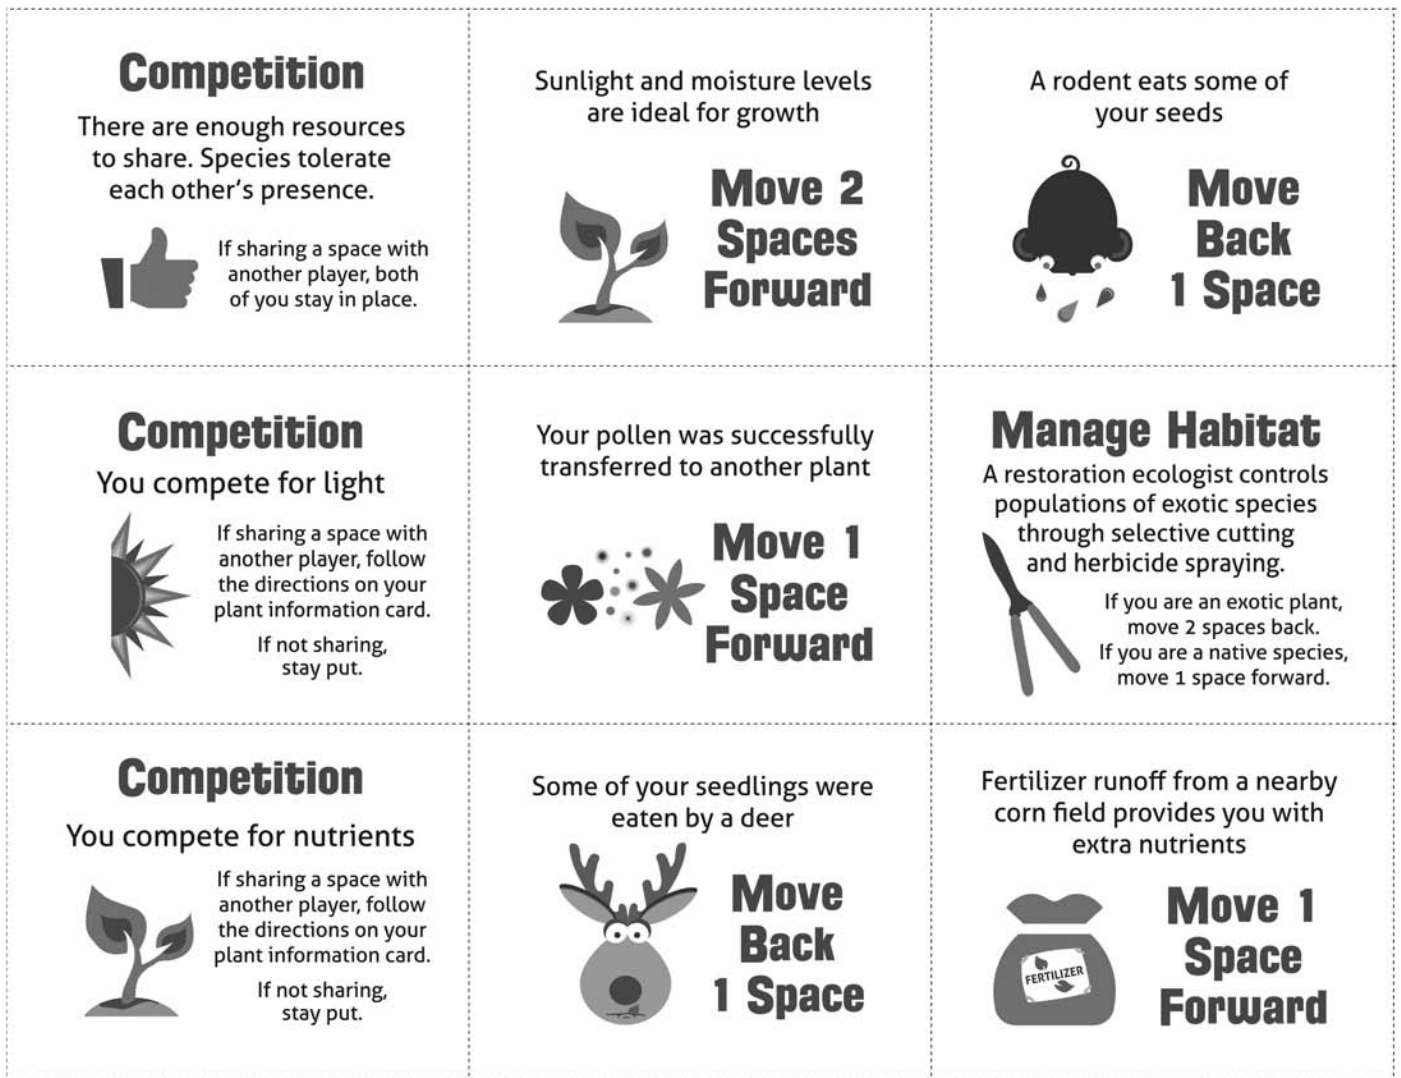 Competition
There are enough resources
to share. Species tolerate
each other's presence.
If sharing a space with
another player, both
of you stay in place.
Sunlight and moisture levels
are ideal for growth
Move 2
Spaces
Forward
A rodent eats some of
your seeds
Move
Back
1 Space
Competition
You compete for light
If sharing a space with
another player, follow
the directions on your
plant information card.
If not sharing,
stay put.
Your pollen was successfully
transferred to another plant
Move 1
Space
Forward
Manage Habitat
A restoration ecologist controls
populations of exotic species
through selective cutting
and herbicide spraying.
If you are an exotic plant,
move 2 spaces back.
If you are a native species,
move 1 space forward.
Competition
You compete for nutrients
If sharing a space with
another player, follow
the directions on your
plant information card.
If not sharing,
stay put.
Some of your seedlings were
eaten by a deer
Move
Back
1 Space
Fertilizer runoff from a nearby
corn field provides you with
extra nutrients
FERTILIZER
Move 1
Space
Forward